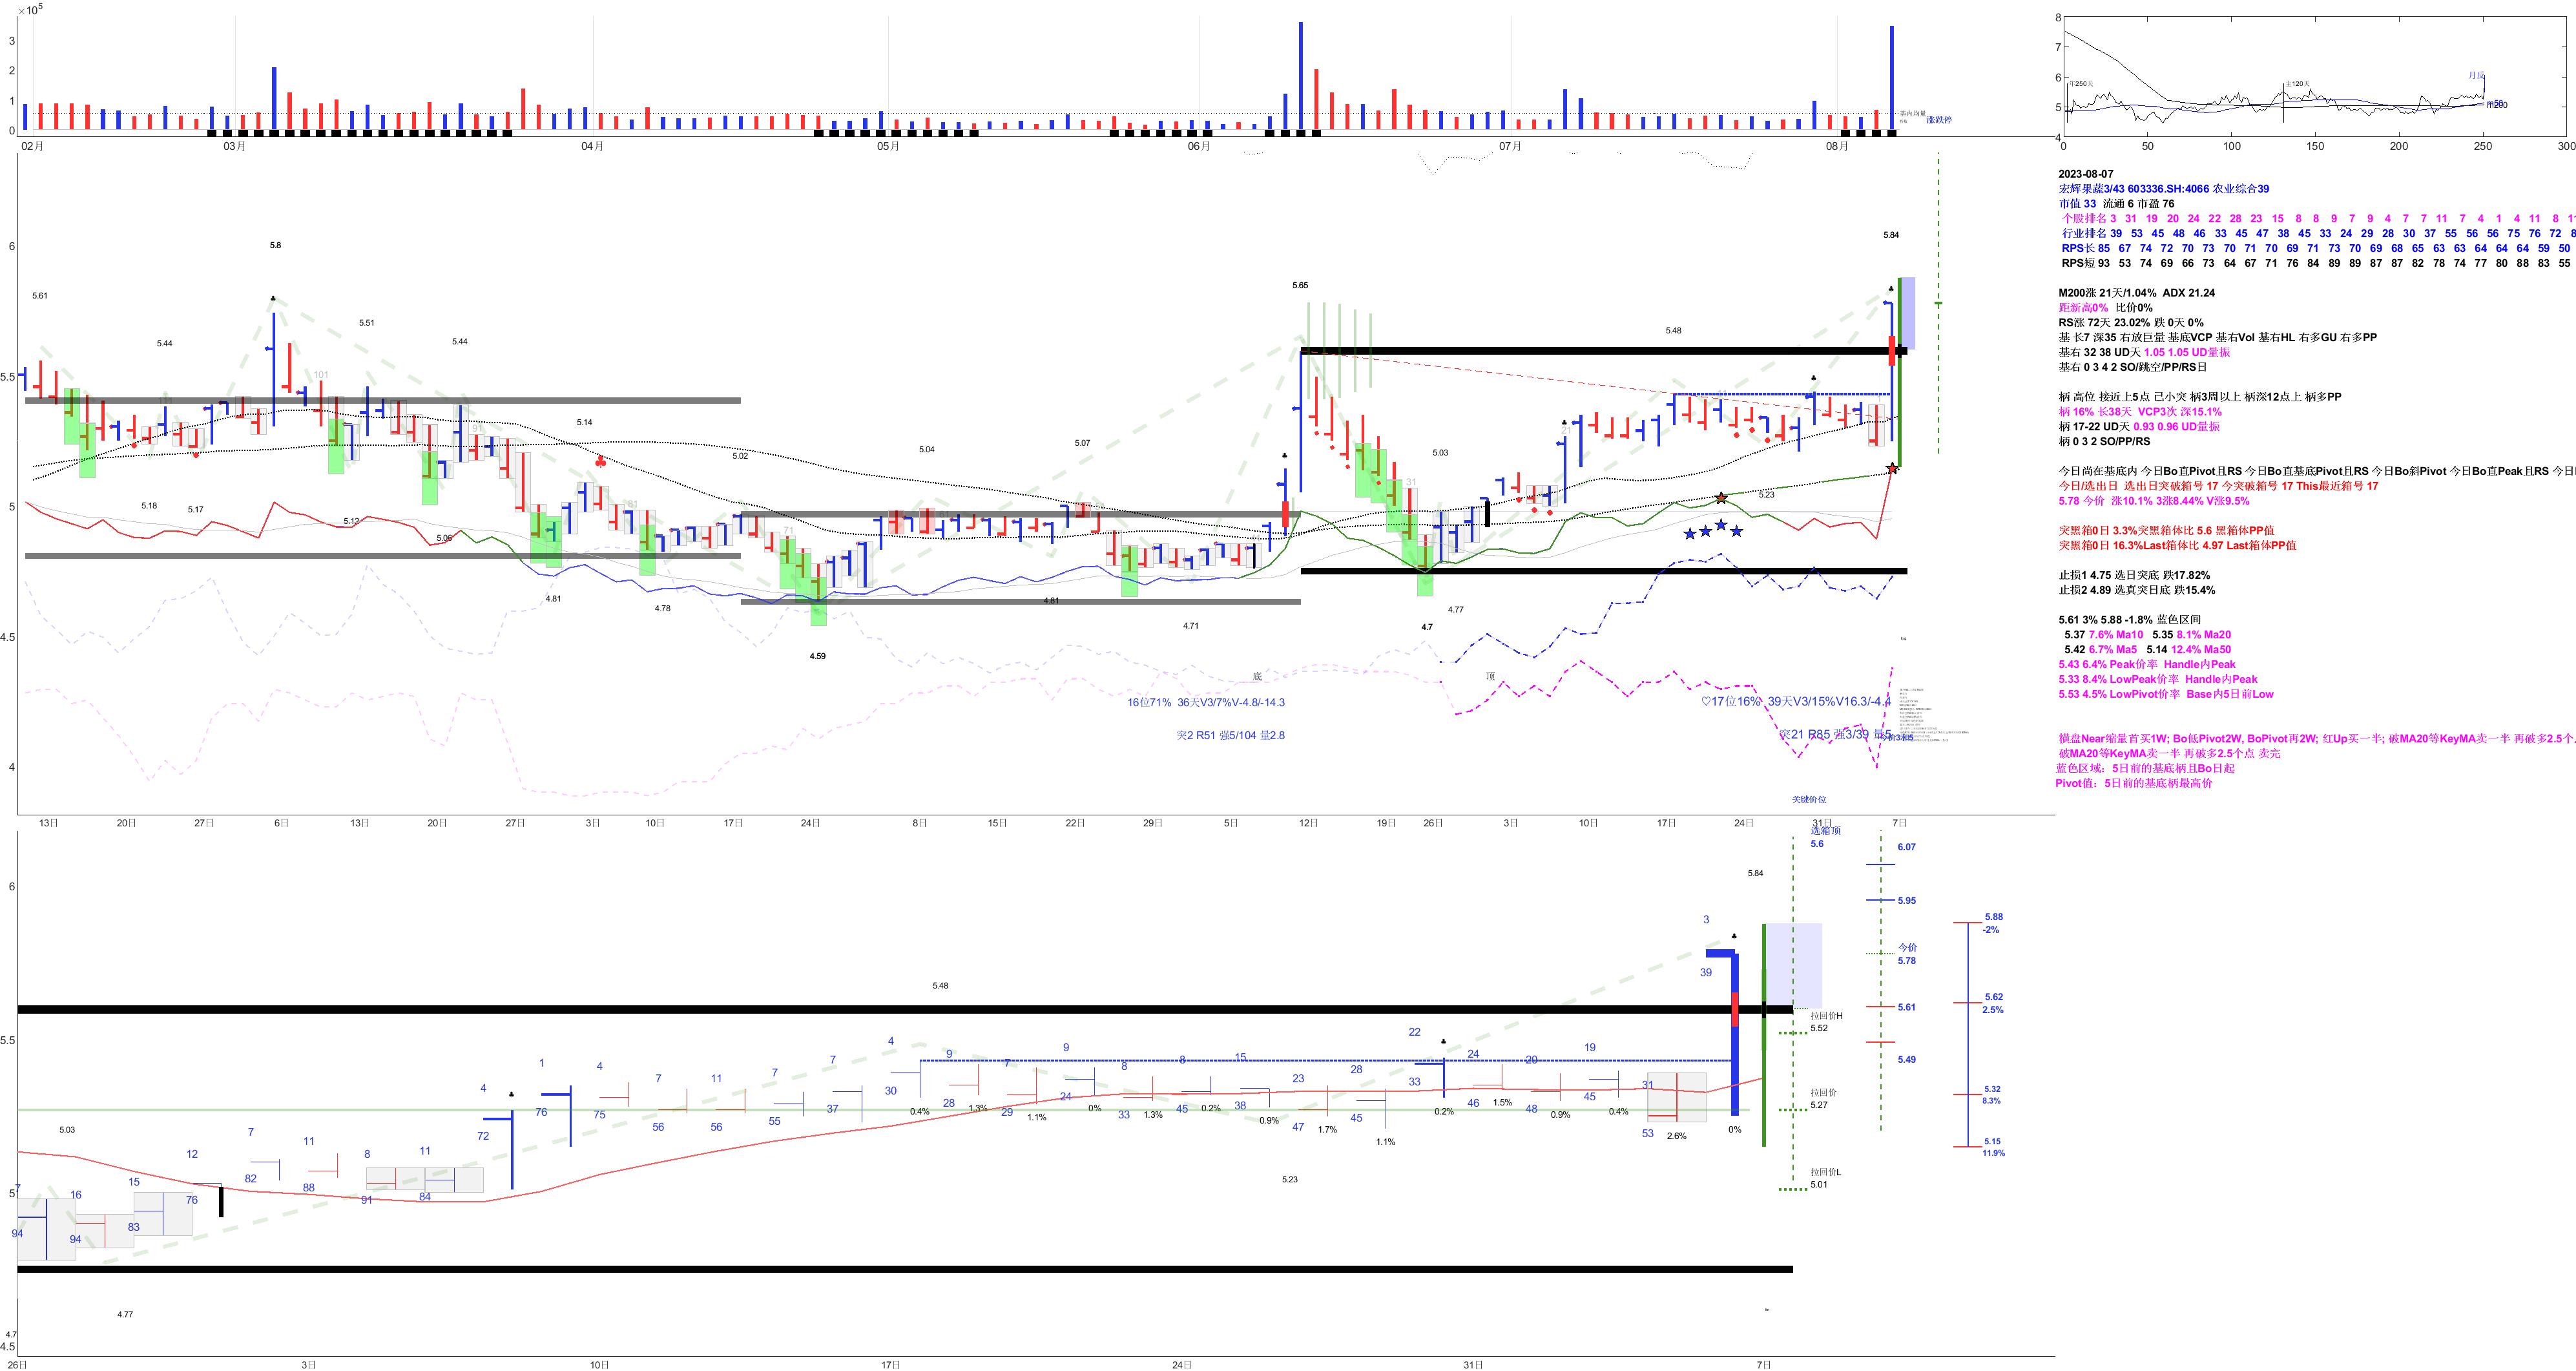 ×10⁵
3
2
1
0
02月 03月 04月 05月 06月 07月 08月
基内均量
涨跌停
8
7
6
5
4
年250天
主120天
月反
m200
0 50 100 150 200 250 300
2023-08-07
宏辉果蔬3/43 603336.SH:4066 农业综合39
市值 33 流通 6 市盈 76
个股排名 3 31 19 20 24 22 28 23 15 8 8 9 7 9 4 7 7 11 7 4 1 4 11 8
行业排名 39 53 45 48 46 33 45 47 38 45 33 24 29 28 30 37 55 56 56 75 76 72
RPS长 85 67 74 72 70 73 70 71 70 69 71 73 70 69 68 65 63 63 64 64 64 59 50
RPS短 93 53 74 69 66 73 64 67 71 76 84 89 89 87 87 82 78 74 77 80 88 83 55
M200涨 21天/1.04% ADX 21.24
距新高0% 比价0%
RS涨 72天 23.02% 跌 0天 0%
基 长7 深35 右放巨量 基底VCP 基右Vol 基右HL 右多GU 右多PP
基右 32 38 UD天 1.05 1.05 UD量振
基右 0 3 4 2 SO/跳空/PP/RS日
柄 高位 接近上5点 已小突 柄3周以上 柄深12点上 柄多PP
柄 16% 长38天 VCP3次 深15.1%
柄 17-22 UD天 0.93 0.96 UD量振
柄 0 3 2 SO/PP/RS
今日尚在基底内 今日Bo直Pivot且RS 今日Bo直基底Pivot且RS 今日Bo斜Pivot 今日Bo直Peak且RS 今日
今日/选出日 选出日突破箱号 17 今突破箱号 17 This最近箱号 17
5.78 今价 涨10.1% 3涨8.44% V涨9.5%
突黑箱0日 3.3%突黑箱体比 5.6 黑箱体PP值
突黑箱0日 16.3%Last箱体比 4.97 Last箱体PP值
止损1 4.75 选日突底 跌17.82%
止损2 4.89 选真突日底 跌15.4%
5.61 3% 5.88 -1.8% 蓝色区间
5.37 7.6% Ma10 5.35 8.1% Ma20
5.42 6.7% Ma5 5.14 12.4% Ma50
5.43 6.4% Peak价率 Handle内Peak
5.33 8.4% LowPeak价率 Handle内Peak
5.53 4.5% LowPivot价率 Base内5日前Low
横盘Near缩量首买1W; Bo低Pivot2W, BoPivot再2W; 红Up买一半; 破MA20等KeyMA卖一半 再破多2.5个
破MA20等KeyMA卖一半 再破多2.5个点 卖完
蓝色区域：5日前的基底柄且Bo日起
Pivot值：5日前的基底柄最高价
6
5.5
5
4.5
4
5.61 5.44 5.8 5.51 5.44 5.14 5.02 5.04 5.07 5.65 5.03 5.48 5.84
101 91 61 71 31 21
5.18 5.17 5.12 5.06 4.81 4.78 4.59 4.81 4.71 4.7 4.77 5.23
底
顶
16位71% 36天V3/7%V-4.8/-14.3
突2 R51 强5/104 量2.8
♡17位16% 39天V3/15%V16.3/-4.4
突21 R85 强3/39 量5
关键价位
13日 20日 27日 6日 13日 20日 27日 3日 10日 17日 24日 8日 15日 22日 29日 5日 12日 19日 26日 3日 10日 17日 24日 31日 7日
选箱顶
5.6
6
5.5
5
4.5
5.03 5.48 5.23 5.84 4.77 4.7
7 16 15 12 7 11 8 11 4 1 4 7 11 7 7 4 9 7 9 8 8 15 23 28 22 24 20 19 31 3
94 94 83 76 82 88 91 84 72 76 75 56 56 55 37 30 28 29 24 33 45 38 47 45 33 46 48 45 53 39
0.4% 1.3% 1.1% 0% 1.3% 0.2% 0.9% 1.7% 1.1% 0.2% 1.5% 0.9% 0.4% 2.6% 0%
拉回价H
5.52
拉回价
5.27
拉回价L
5.01
6.07
5.95
今价
5.78
5.61
5.49
5.88
-2%
5.62
2.5%
5.32
8.3%
5.15
11.9%
26日 3日 10日 17日 24日 31日 7日